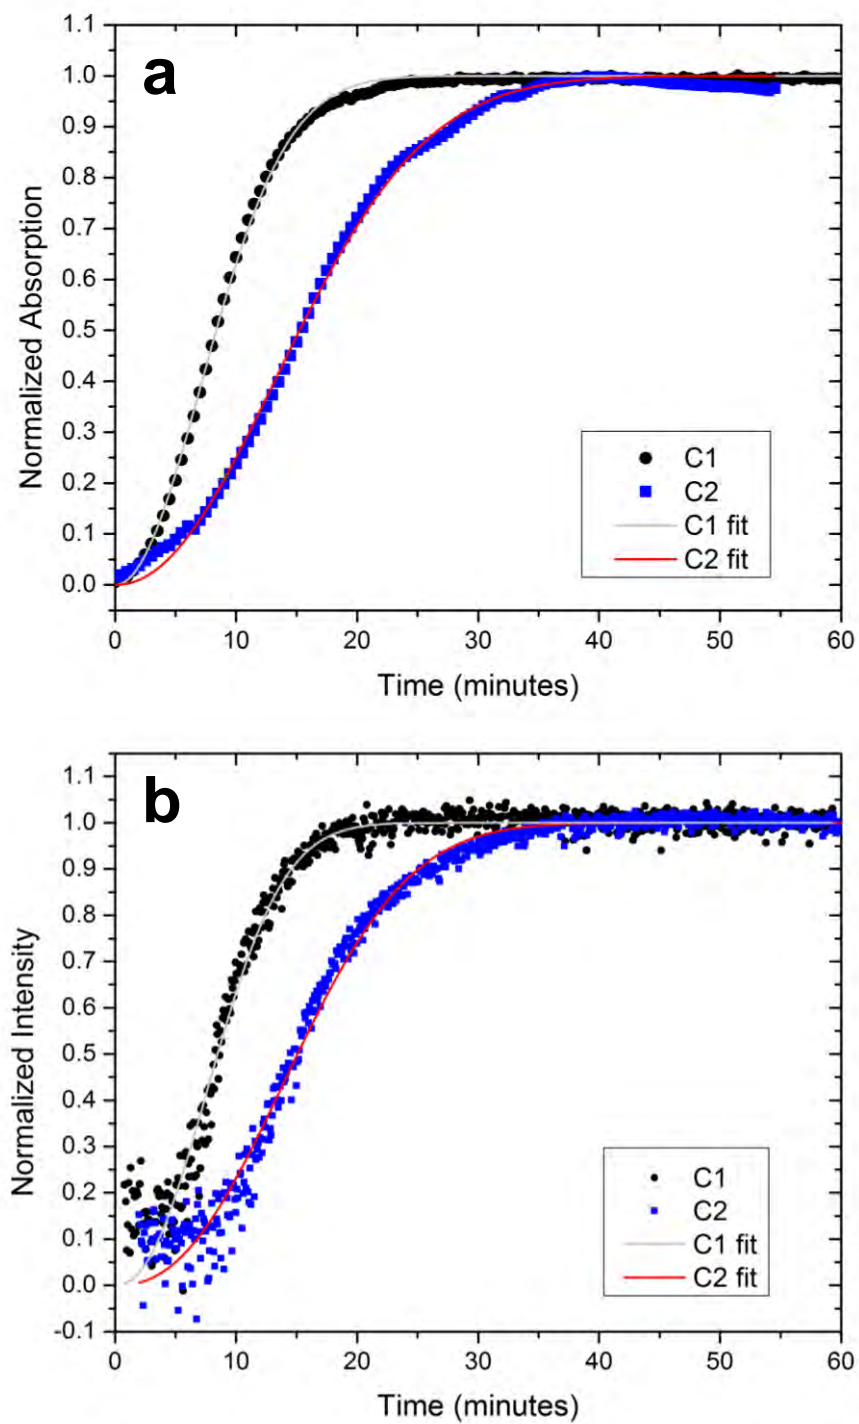 a
1.1
1.0
0.9
0.8
0.7
0.6
0.5
0.4
0.3
0.2
0.1
0.0
Normalized Absorption
C1
C2
C1 fit
C2 fit
0 10 20 30 40 50 60
Time (minutes)
b
1.1
1.0
0.9
0.8
0.7
0.6
0.5
0.4
0.3
0.2
0.1
0.0
-0.1
Normalized Intensity
C1
C2
C1 fit
C2 fit
0 10 20 30 40 50 60
Time (minutes)